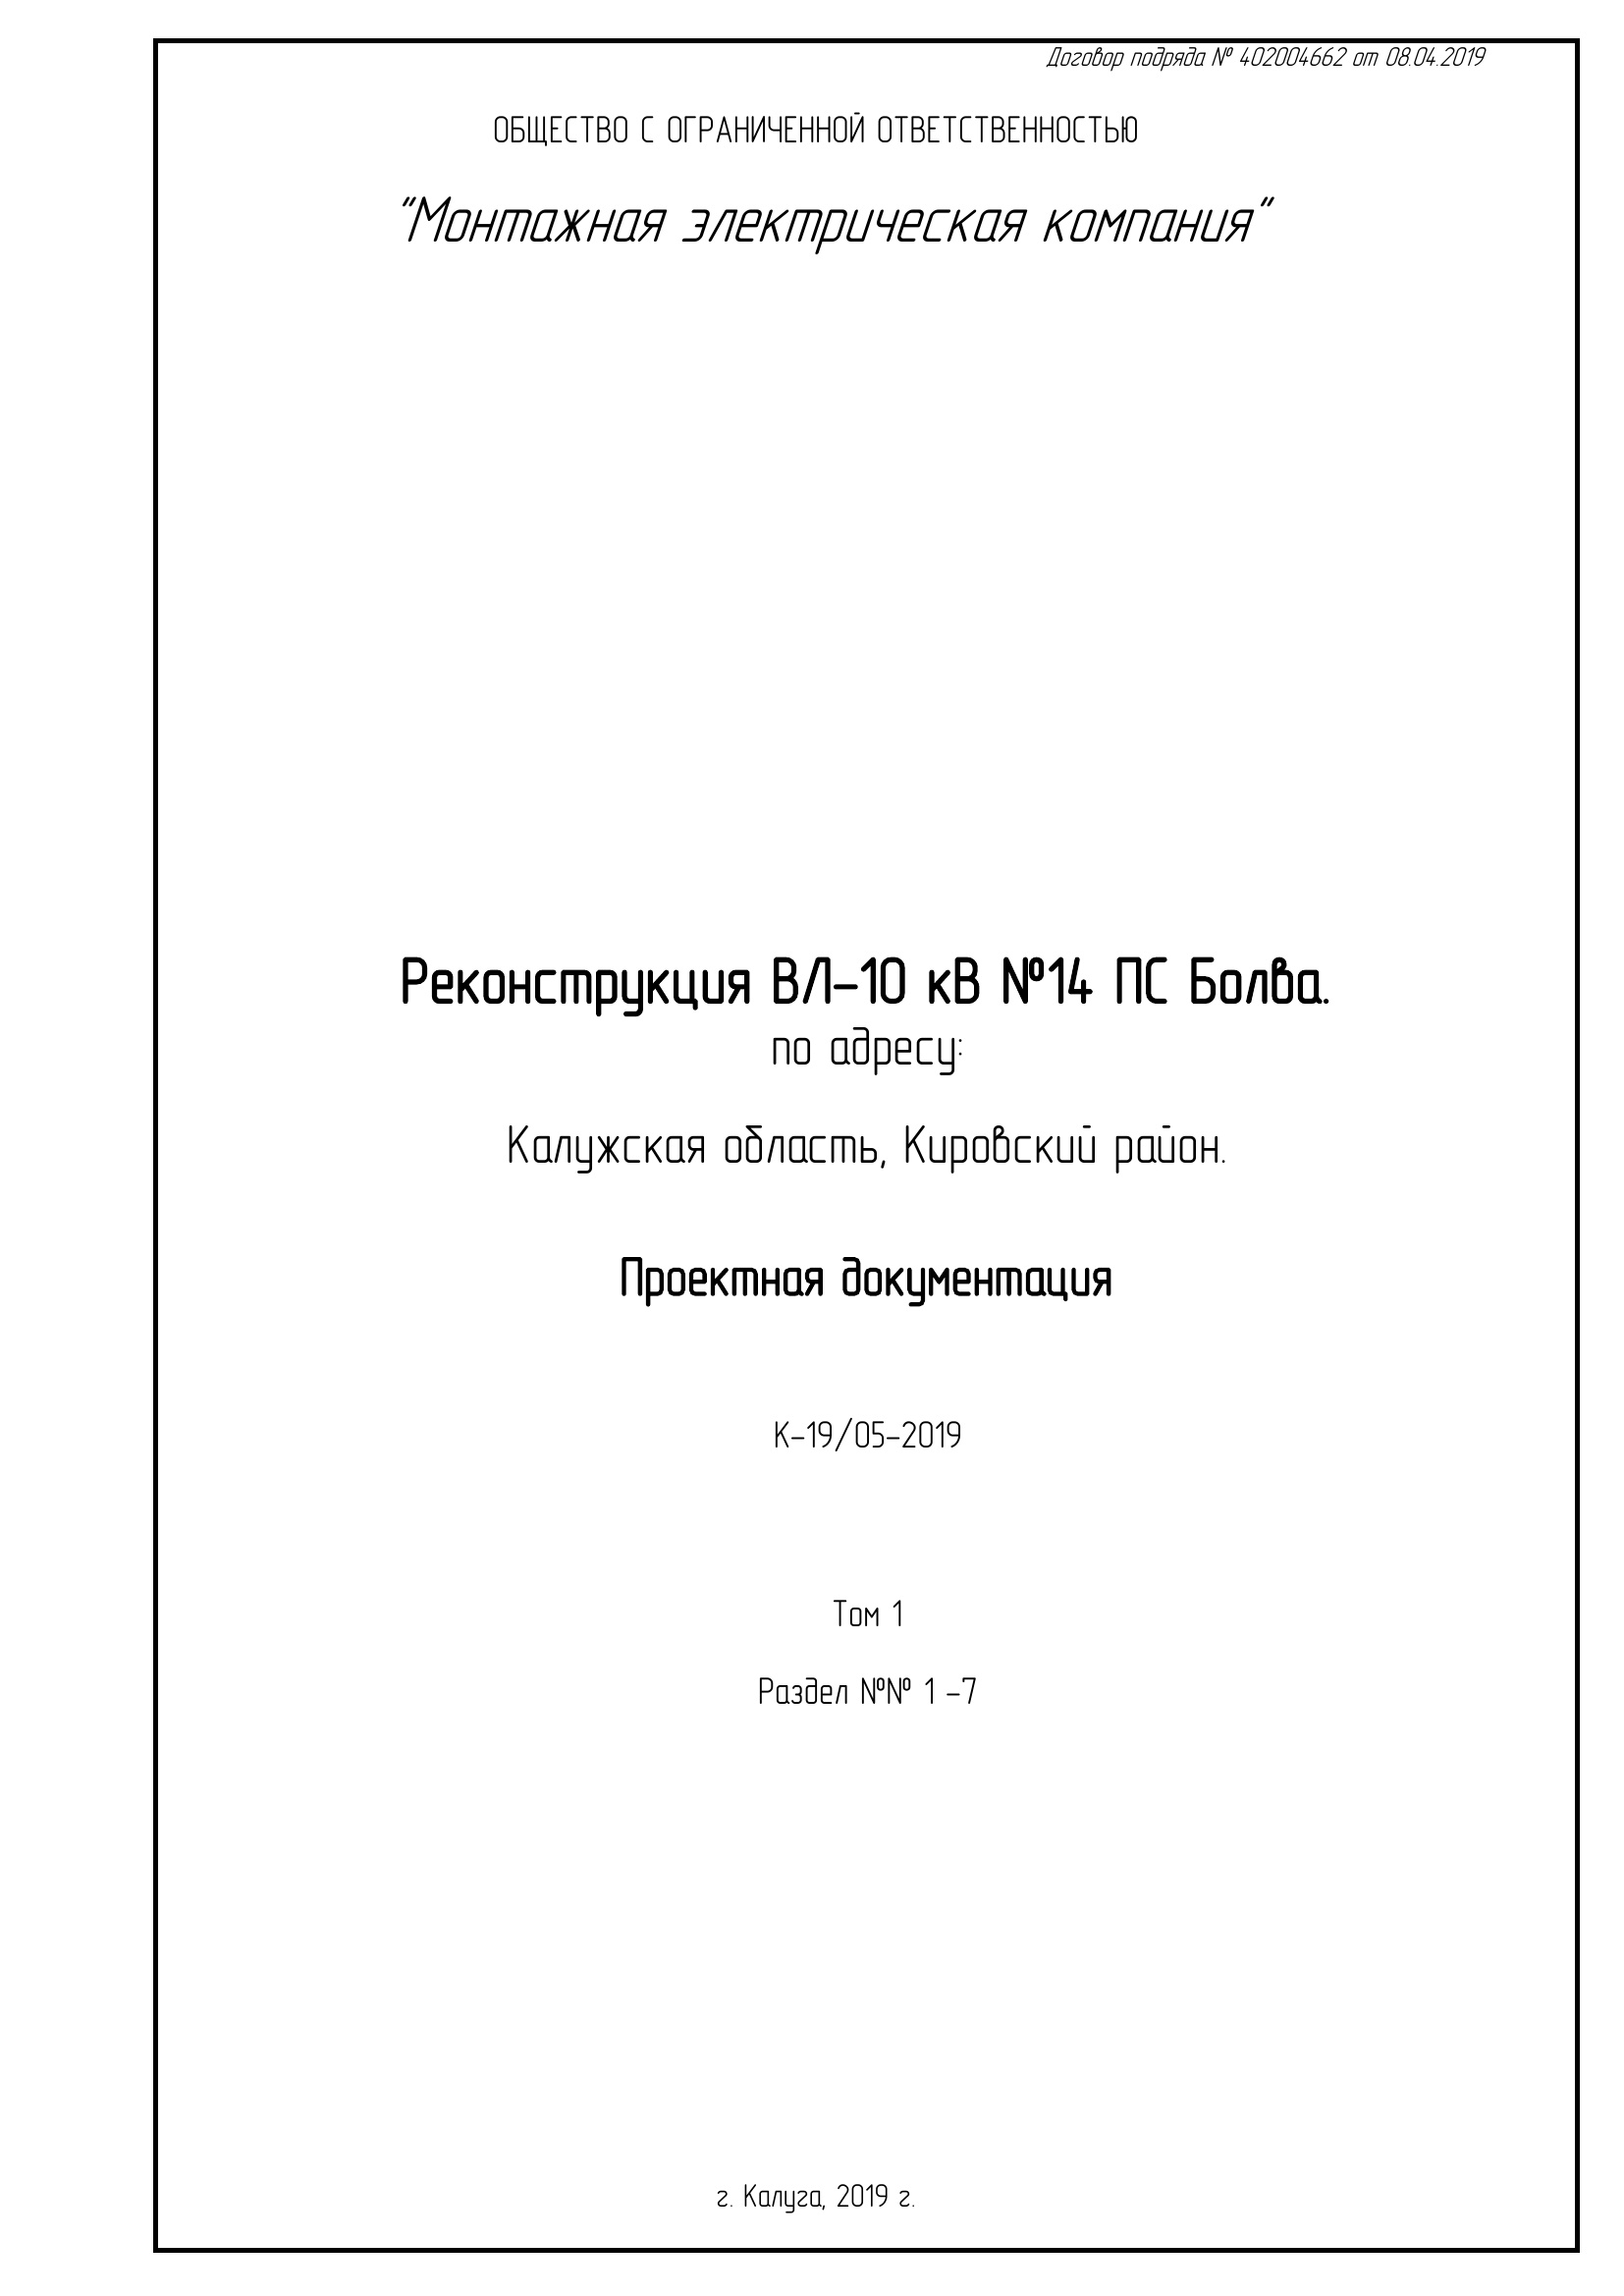 Договор подряда № 402004662 от 08.04.2019
ОБЩЕСТВО С ОГРАНИЧЕННОЙ ОТВЕТСТВЕННОСТЬЮ
"Монтажная электрическая компания"
Реконструкция ВЛ-10 кВ №14 ПС Болва.
по адресу:
Калужская область, Кировский район.
Проектная документация
К-19/05-2019
Том 1
Раздел №№ 1 -7
г. Калуга, 2019 г.